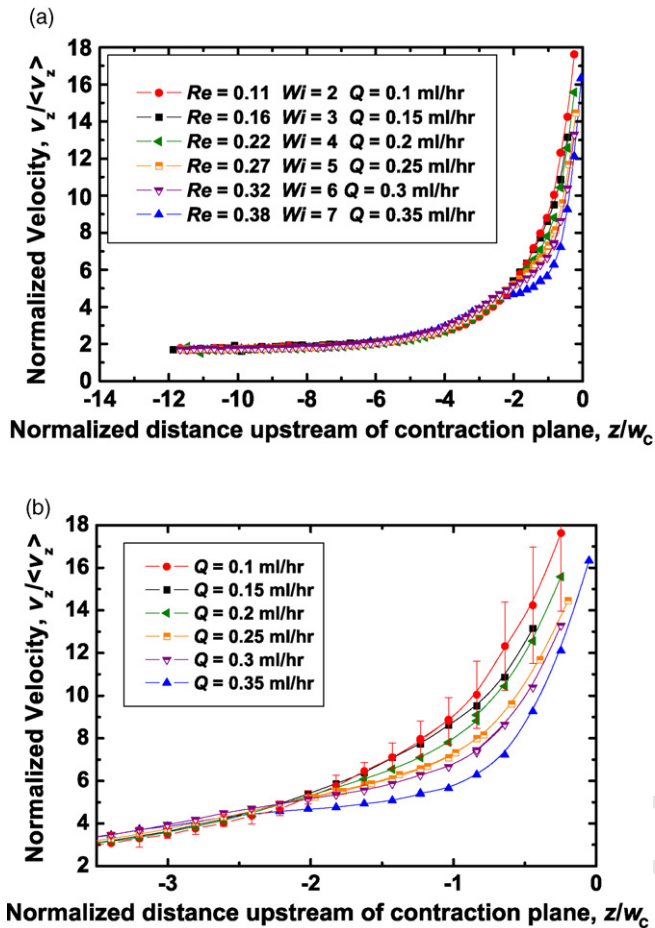 (a)
18
16
14
12
10
8
6
4
2
0
Normalized Velocity, v_z/<v_z>
Re = 0.11 Wi = 2 Q = 0.1 ml/hr
Re = 0.16 Wi = 3 Q = 0.15 ml/hr
Re = 0.22 Wi = 4 Q = 0.2 ml/hr
Re = 0.27 Wi = 5 Q = 0.25 ml/hr
Re = 0.32 Wi = 6 Q = 0.3 ml/hr
Re = 0.38 Wi = 7 Q = 0.35 ml/hr
-14 -12 -10 -8 -6 -4 -2 0
Normalized distance upstream of contraction plane, z/w_c
(b)
18
16
14
12
10
8
6
4
2
Normalized Velocity, v_z/<v_z>
Q = 0.1 ml/hr
Q = 0.15 ml/hr
Q = 0.2 ml/hr
Q = 0.25 ml/hr
Q = 0.3 ml/hr
Q = 0.35 ml/hr
-3 -2 -1 0
Normalized distance upstream of contraction plane, z/w_c